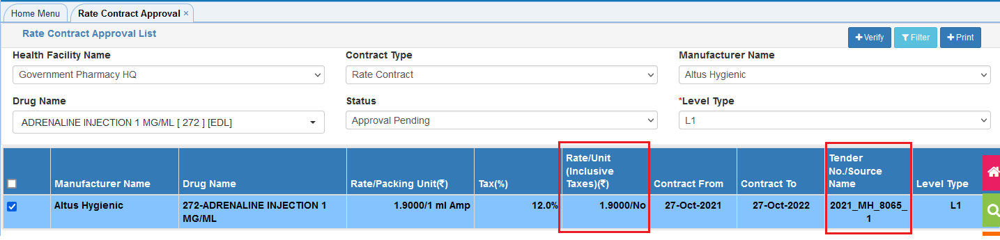 Home Menu
Rate Contract Approval ×
Rate Contract Approval List
Verify
Filter
Print
Health Facility Name
Contract Type
Manufacturer Name
Government Pharmacy HQ
Rate Contract
Altus Hygienic
Drug Name
Status
*Level Type
ADRENALINE INJECTION 1 MG/ML [ 272 ] [EDL]
Approval Pending
L1
Manufacturer Name
Drug Name
Rate/Packing Unit(₹)
Tax(%)
Rate/Unit
(Inclusive
Taxes)(₹)
Contract From
Contract To
Tender
No./Source
Name
Level Type
Altus Hygienic
272-ADRENALINE INJECTION 1
MG/ML
1.9000/1 ml Amp
12.0%
1.9000/No
27-Oct-2021
27-Oct-2022
2021_MH_8065_
1
L1